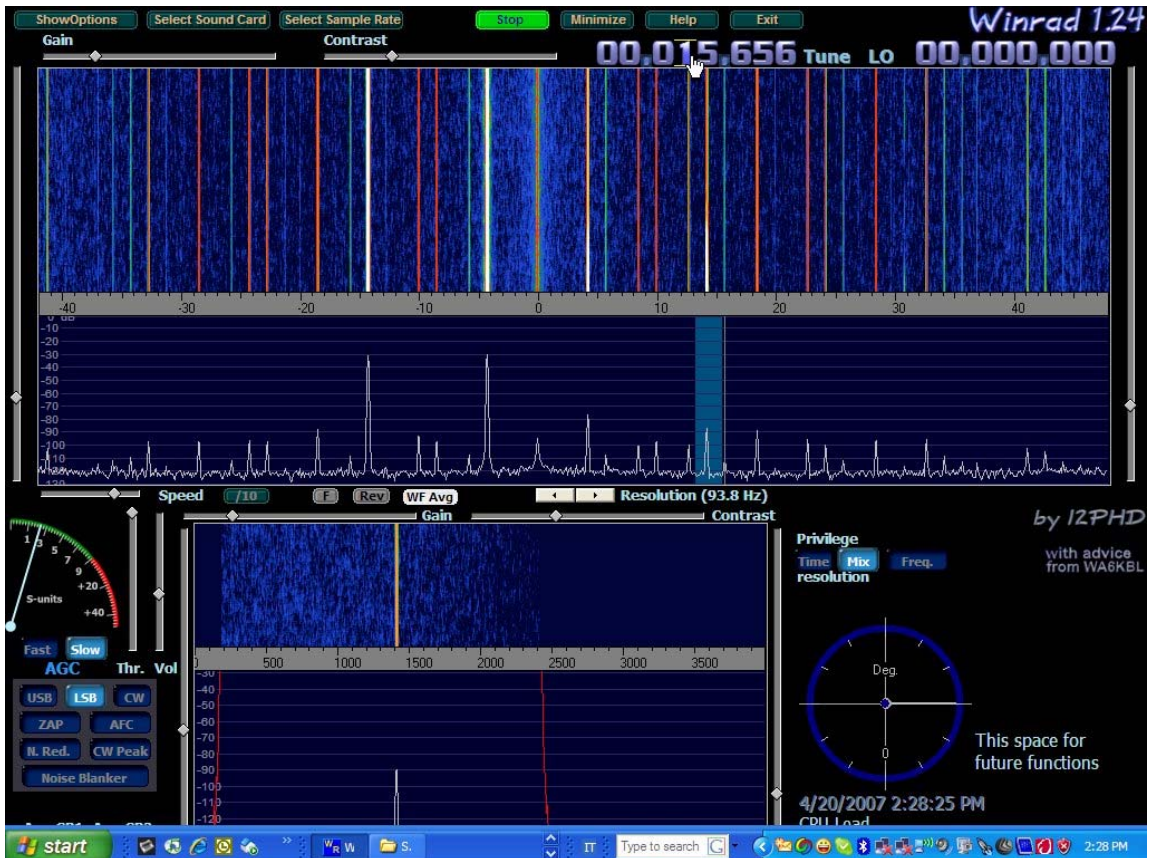 ShowOptions Select Sound Card Select Sample Rate Stop Minimize Help Exit Winrad 1.24
Gain Contrast 00,015,656 Tune LO 00,000,000
-40 -30 -20 -10 0 10 20 30 40
0 dB
-10
-20
-30
-40
-50
-60
-70
-80
-90
-100
-110
-120
-130
Speed /10 F Rev WF Avg Resolution (93.8 Hz)
Gain Contrast
by I2PHD
with advice
from WA6KBL
Privilege
Time Mix Freq.
resolution
1 3 5 7 9 +20 +40
S-units
Fast Slow
AGC Thr. Vol
USB LSB CW
ZAP AFC
N. Red. CW Peak
Noise Blanker
500 1000 1500 2000 2500 3000 3500
-30
-40
-50
-60
-70
-80
-90
-100
-110
-120
Deg.
0
This space for
future functions
4/20/2007 2:28:25 PM
CPU Load
start W S. IT Type to search G 2:28 PM